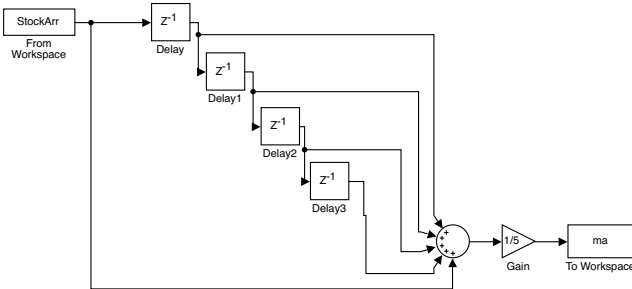 StockArr
From
Workspace
Z-1
Delay
Z-1
Delay1
Z-1
Delay2
Z-1
Delay3
+
+
+
+
+
1/5
Gain
ma
To Workspace